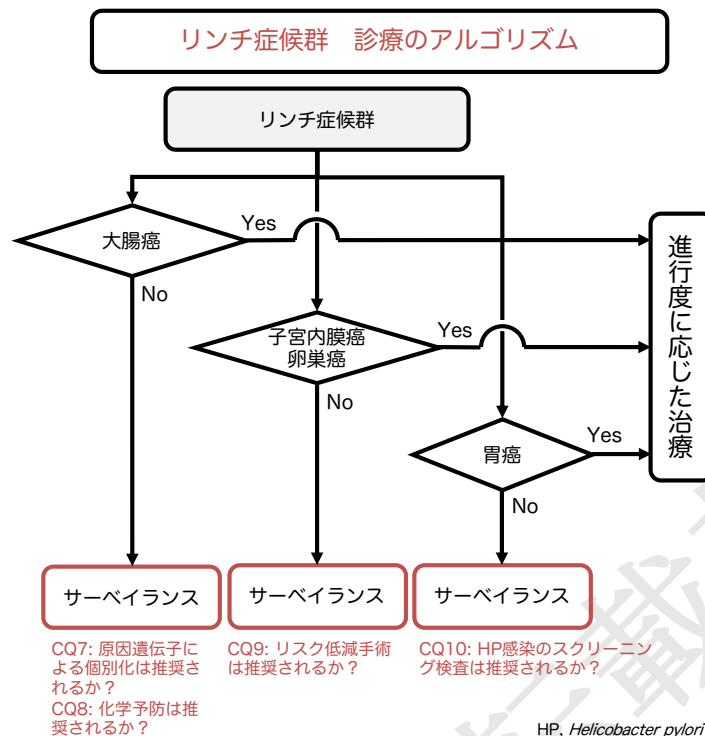 リンチ症候群　診療のアルゴリズム
リンチ症候群
大腸癌
Yes
No
子宮内膜癌
卵巣癌
Yes
No
胃癌
Yes
No
進行度に応じた治療
サーベイランス
サーベイランス
サーベイランス
CQ7: 原因遺伝子に
よる個別化は推奨さ
れるか？
CQ8: 化学予防は推
奨されるか？
CQ9: リスク低減手術
は推奨されるか？
CQ10: HP感染のスクリーニン
グ検査は推奨されるか？
HP, Helicobacter pylori
転載